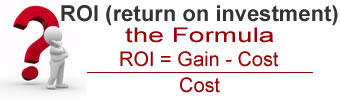 ROI (return on investment)
the Formula
ROI = Gain - Cost
Cost